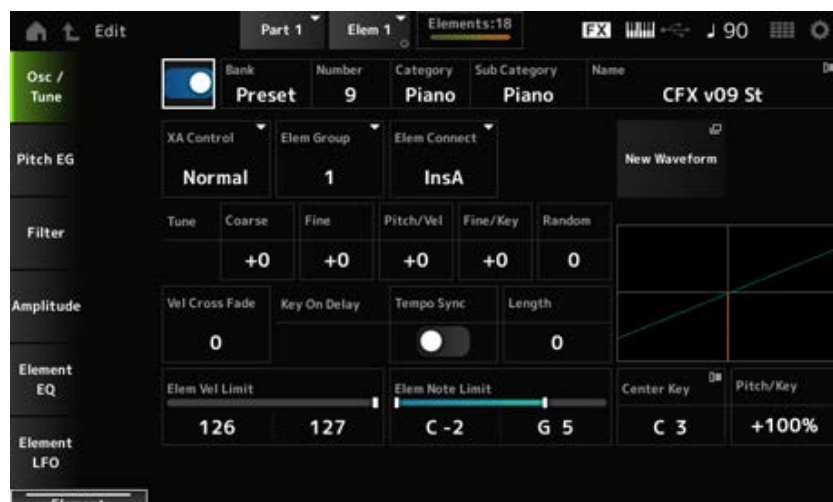 Edit
Part 1
Elem 1
Elements:18
FX
90
Osc /
Tune
Bank
Preset
Number
9
Category
Piano
Sub Category
Piano
Name
CFX v09 St
Pitch EG
XA Control
Normal
Elem Group
1
Elem Connect
InsA
New Waveform
Filter
Tune
Coarse
+0
Fine
+0
Pitch/Vel
+0
Fine/Key
+0
Random
0
Amplitude
Vel Cross Fade
0
Key On Delay
Tempo Sync
Length
0
Element
EQ
Elem Vel Limit
126
127
Elem Note Limit
C -2
G 5
Center Key
C 3
Pitch/Key
+100%
Element
LFO
Element